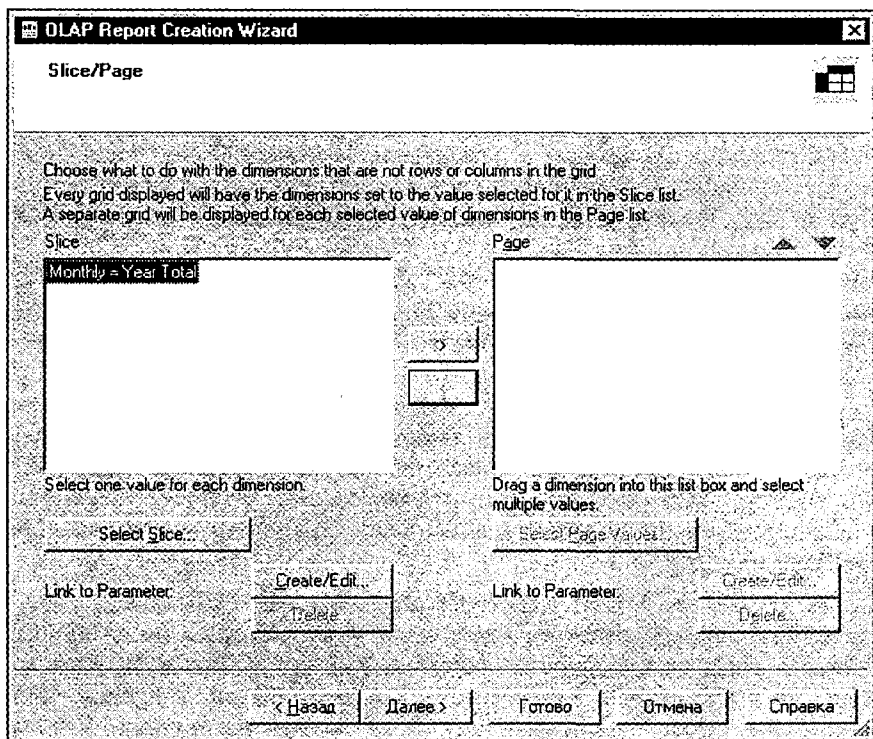 OLAP Report Creation Wizard
Slice/Page
Choose what to do with the dimensions that are not rows or columns in the grid
Every grid displayed will have the dimensions set to the value selected for it in the Slice list.
A separate grid will be displayed for each selected value of dimensions in the Page list.
Slice
Page
Monthly = Year Total
>
Select one value for each dimension.
Drag a dimension into this list box and select
multiple values.
Select Slice...
Select Page Values...
Link to Parameter:
Create/Edit...
Delete...
Link to Parameter:
Create/Edit...
Delete...
< Назад
Далее >
Готово
Отмена
Справка